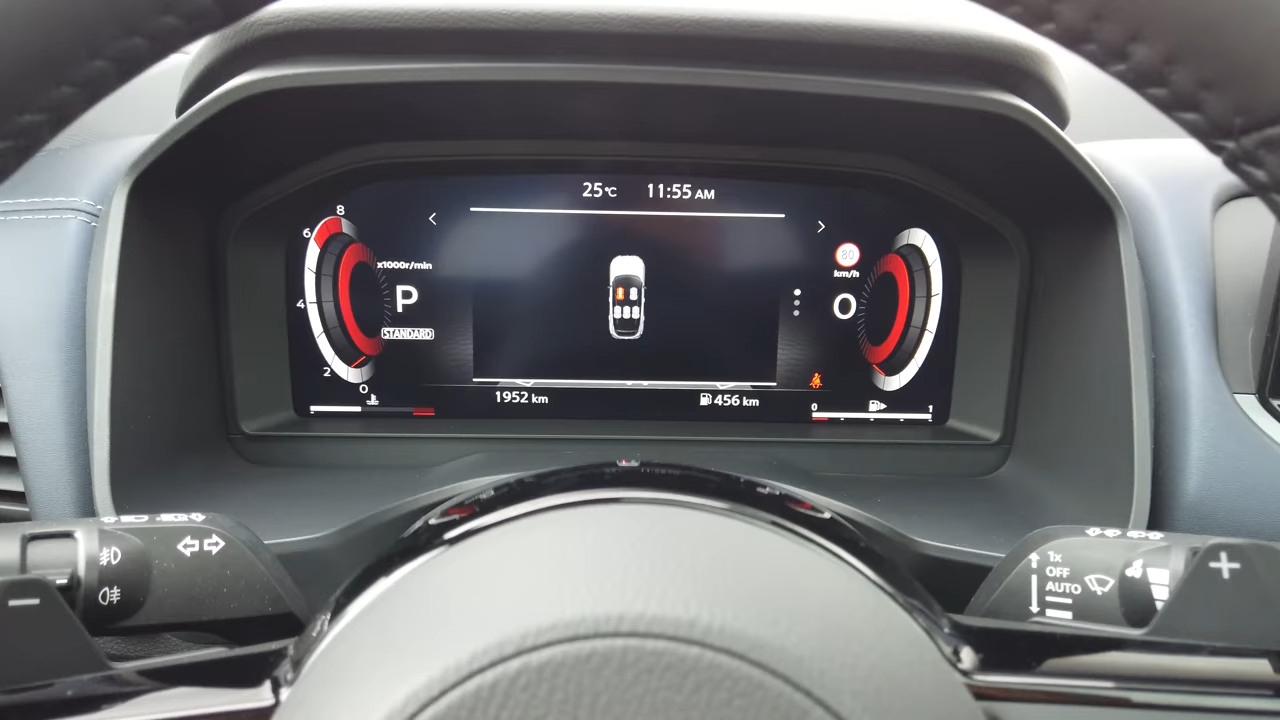 25°C 11:55 AM
8
6
4
2
0
x1000r/min
P
STANDARD
80
km/h
0
1952 km
456 km
0 1
1x
OFF
AUTO